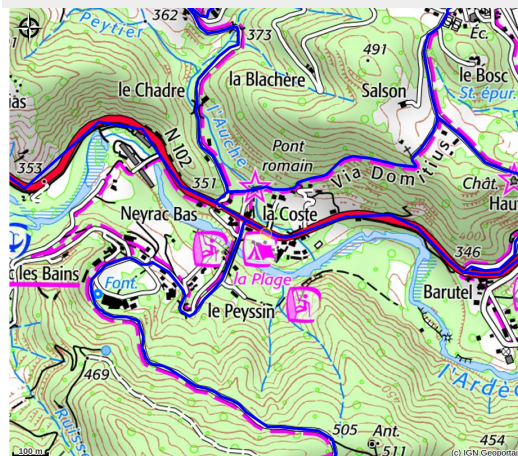 Peytier
362
373
491
Éc.
le Bosc
le Chadre
la Blachère
Salson
St. épur.
l'Auche
N 102
Pont
romain
Via Domitius
353
351
Chât.
Neyrac Bas
la Coste
346
les Bains
Font.
la Plage
Barutel
le Peyssin
469
l'Ardèc
505
Ant.
511
454
100 m
(c) IGN Geoportai